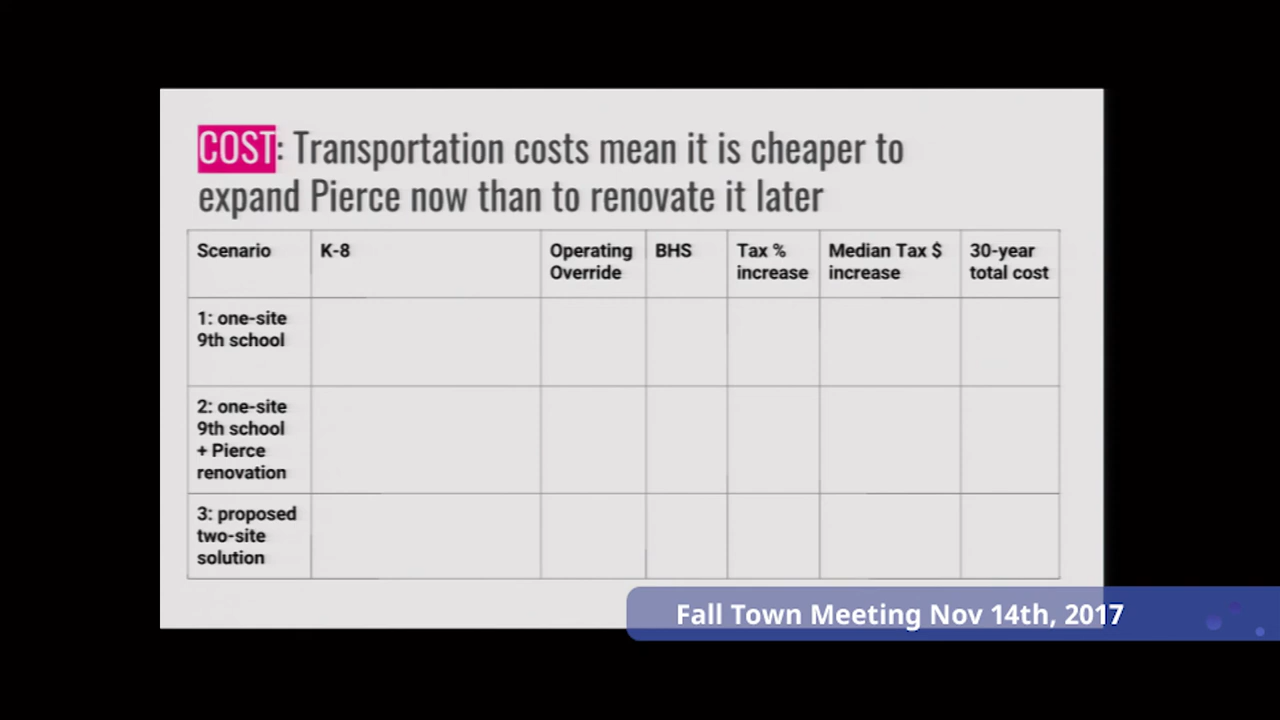 COST: Transportation costs mean it is cheaper to
expand Pierce now than to renovate it later
Scenario K-8 Operating Override BHS Tax % increase Median Tax $ increase 30-year total cost
1: one-site
9th school
2: one-site
9th school
+ Pierce
renovation
3: proposed
two-site
solution
Fall Town Meeting Nov 14th, 2017